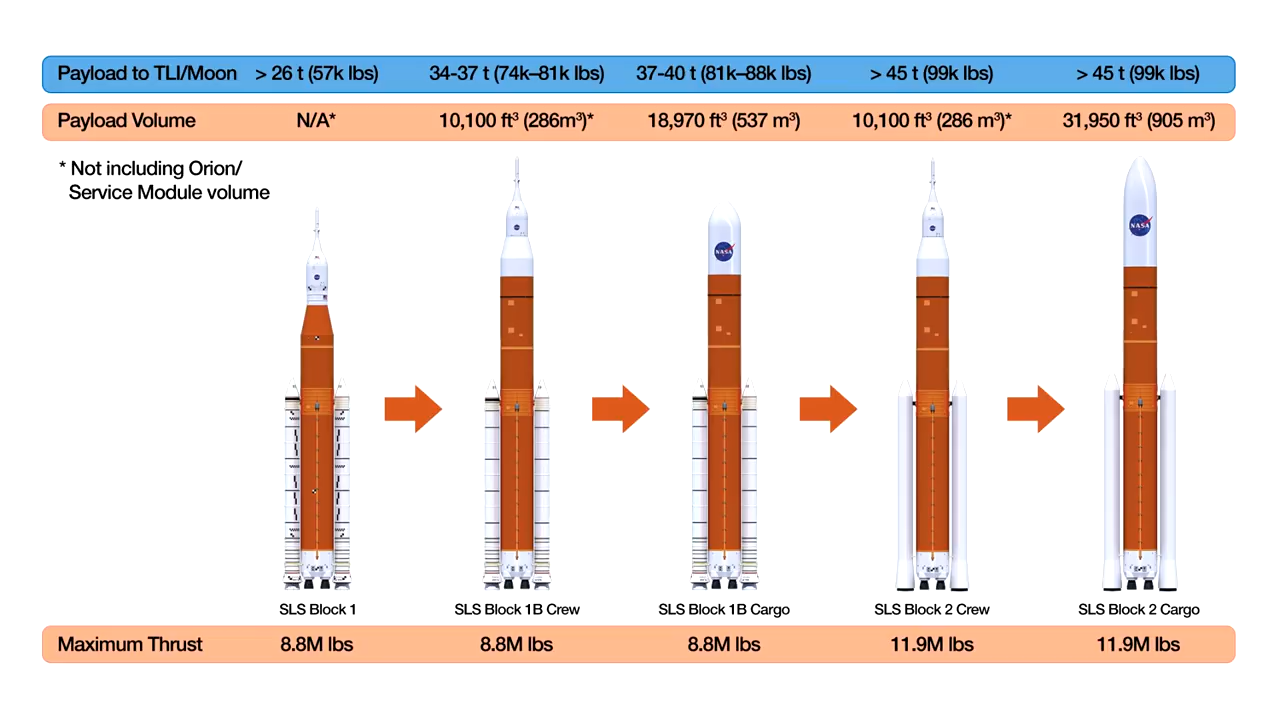 Payload to TLI/Moon > 26 t (57k lbs) 34-37 t (74k–81k lbs) 37-40 t (81k–88k lbs) > 45 t (99k lbs) > 45 t (99k lbs)
Payload Volume N/A* 10,100 ft³ (286m³)* 18,970 ft³ (537 m³) 10,100 ft³ (286 m³)* 31,950 ft³ (905 m³)
* Not including Orion/
Service Module volume
NASA
NASA
SLS Block 1 SLS Block 1B Crew SLS Block 1B Cargo SLS Block 2 Crew SLS Block 2 Cargo
Maximum Thrust 8.8M lbs 8.8M lbs 8.8M lbs 11.9M lbs 11.9M lbs